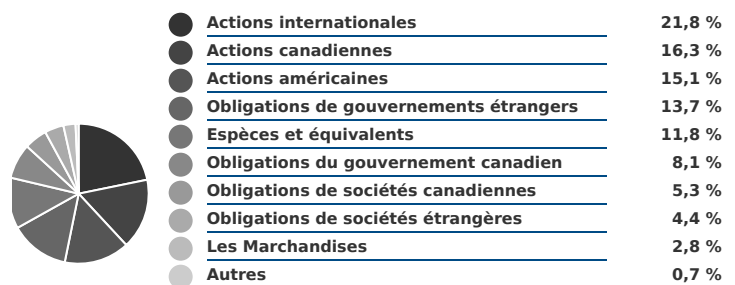 Actions internationales 21,8 %
Actions canadiennes 16,3 %
Actions américaines 15,1 %
Obligations de gouvernements étrangers 13,7 %
Espèces et équivalents 11,8 %
Obligations du gouvernement canadien 8,1 %
Obligations de sociétés canadiennes 5,3 %
Obligations de sociétés étrangères 4,4 %
Les Marchandises 2,8 %
Autres 0,7 %